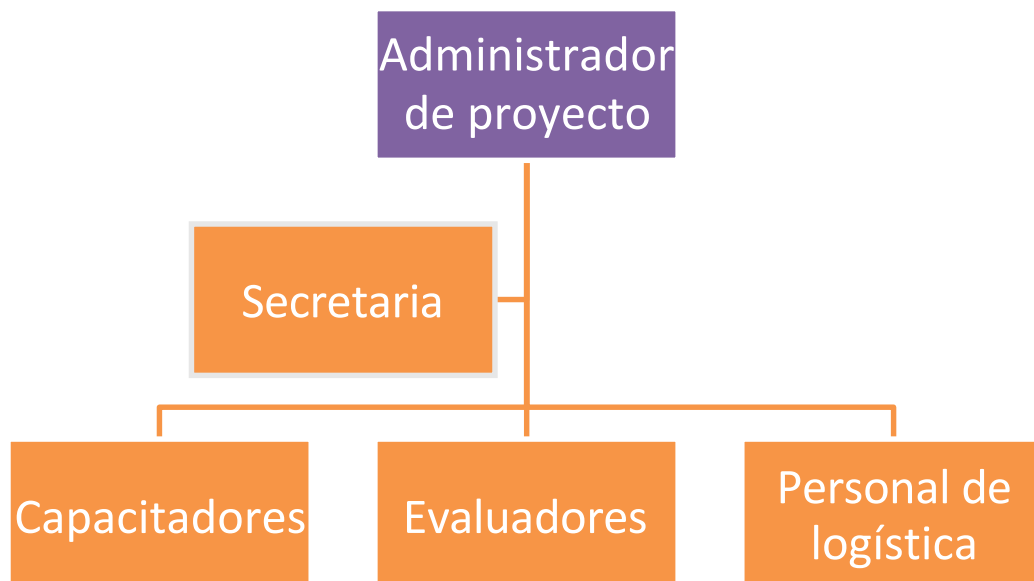 Administrador
de proyecto
Secretaria
Capacitadores
Evaluadores
Personal de
logística